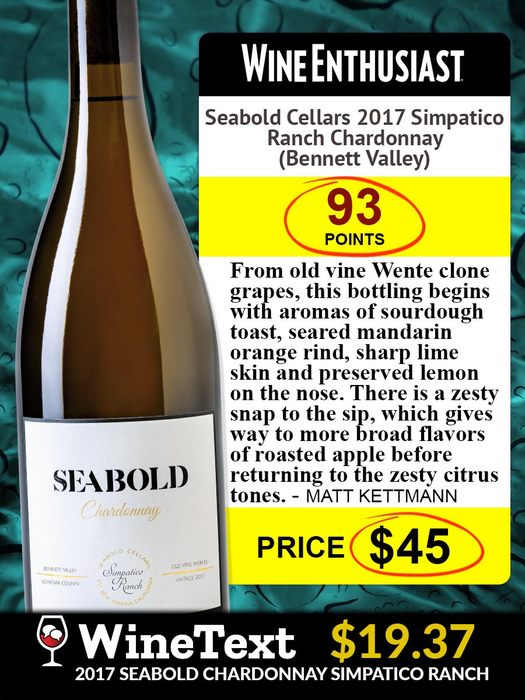 WINE ENTHUSIAST
Seabold Cellars 2017 Simpatico
Ranch Chardonnay
(Bennett Valley)
93
POINTS
From old vine Wente clone
grapes, this bottling begins
with aromas of sourdough
toast, seared mandarin
orange rind, sharp lime
skin and preserved lemon
on the nose. There is a zesty
snap to the sip, which gives
way to more broad flavors
of roasted apple before
returning to the zesty citrus
tones. - MATT KETTMANN
PRICE $45
SEABOLD
Chardonnay
SEABOLD CELLARS
Simpatico
Ranch
BENNETT VALLEY
SONOMA COUNTY
OLD VINE WENTE
VINTAGE 2017
WineText $19.37
2017 SEABOLD CHARDONNAY SIMPATICO RANCH